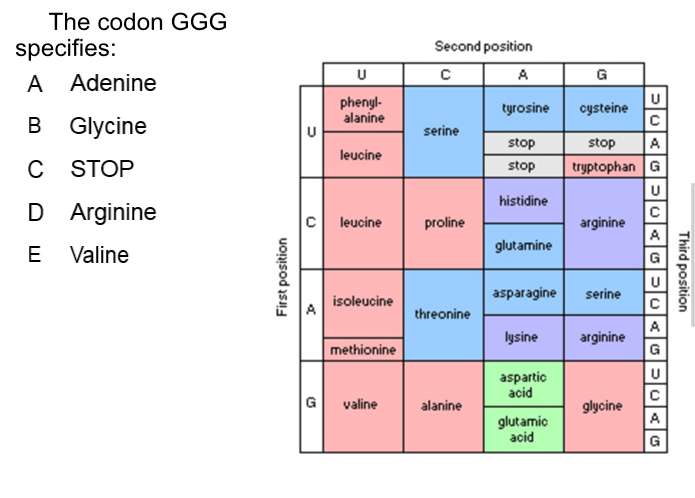 The codon GGG
specifies:
A Adenine
B Glycine
C STOP
D Arginine
E Valine
Second position
U C A G
First position
Third position
U
phenyl-
alanine
leucine
serine
tyrosine
stop
stop
cysteine
stop
tryptophan
U
C
A
G
C
leucine
proline
histidine
glutamine
arginine
U
C
A
G
A
isoleucine
methionine
threonine
asparagine
lysine
serine
arginine
U
C
A
G
G
valine
alanine
aspartic
acid
glutamic
acid
glycine
U
C
A
G